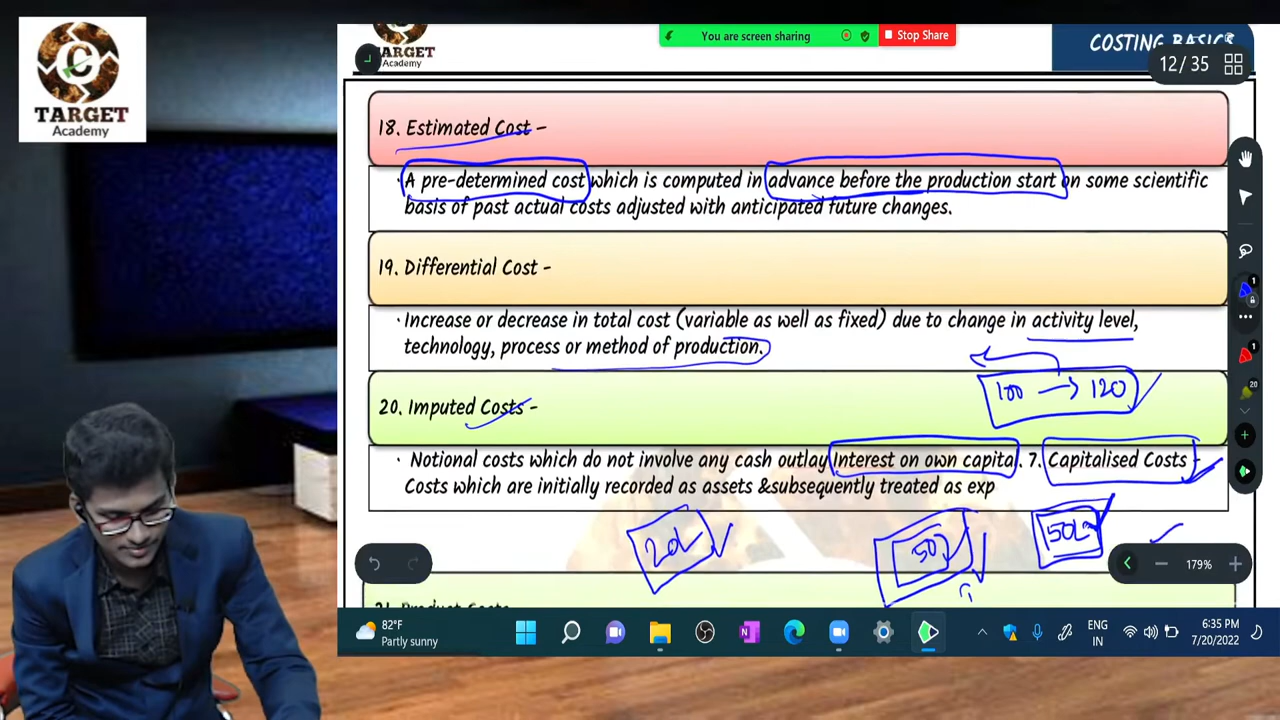 TARGET
Academy
TARGET
Academy
You are screen sharing
Stop Share
COSTING BASICS
12/ 35
18. Estimated Cost -
· A pre-determined cost which is computed in advance before the production start on some scientific
basis of past actual costs adjusted with anticipated future changes.
19. Differential Cost -
· Increase or decrease in total cost (variable as well as fixed) due to change in activity level,
technology, process or method of production.
100 → 120
20. Imputed Costs -
· Notional costs which do not involve any cash outlay Interest on own capital. 7. Capitalised Costs -
Costs which are initially recorded as assets &subsequently treated as exp
20L
50L
179%
21. Product Costs
82°F
Partly sunny
ENG
IN
6:35 PM
7/20/2022
1
1
20